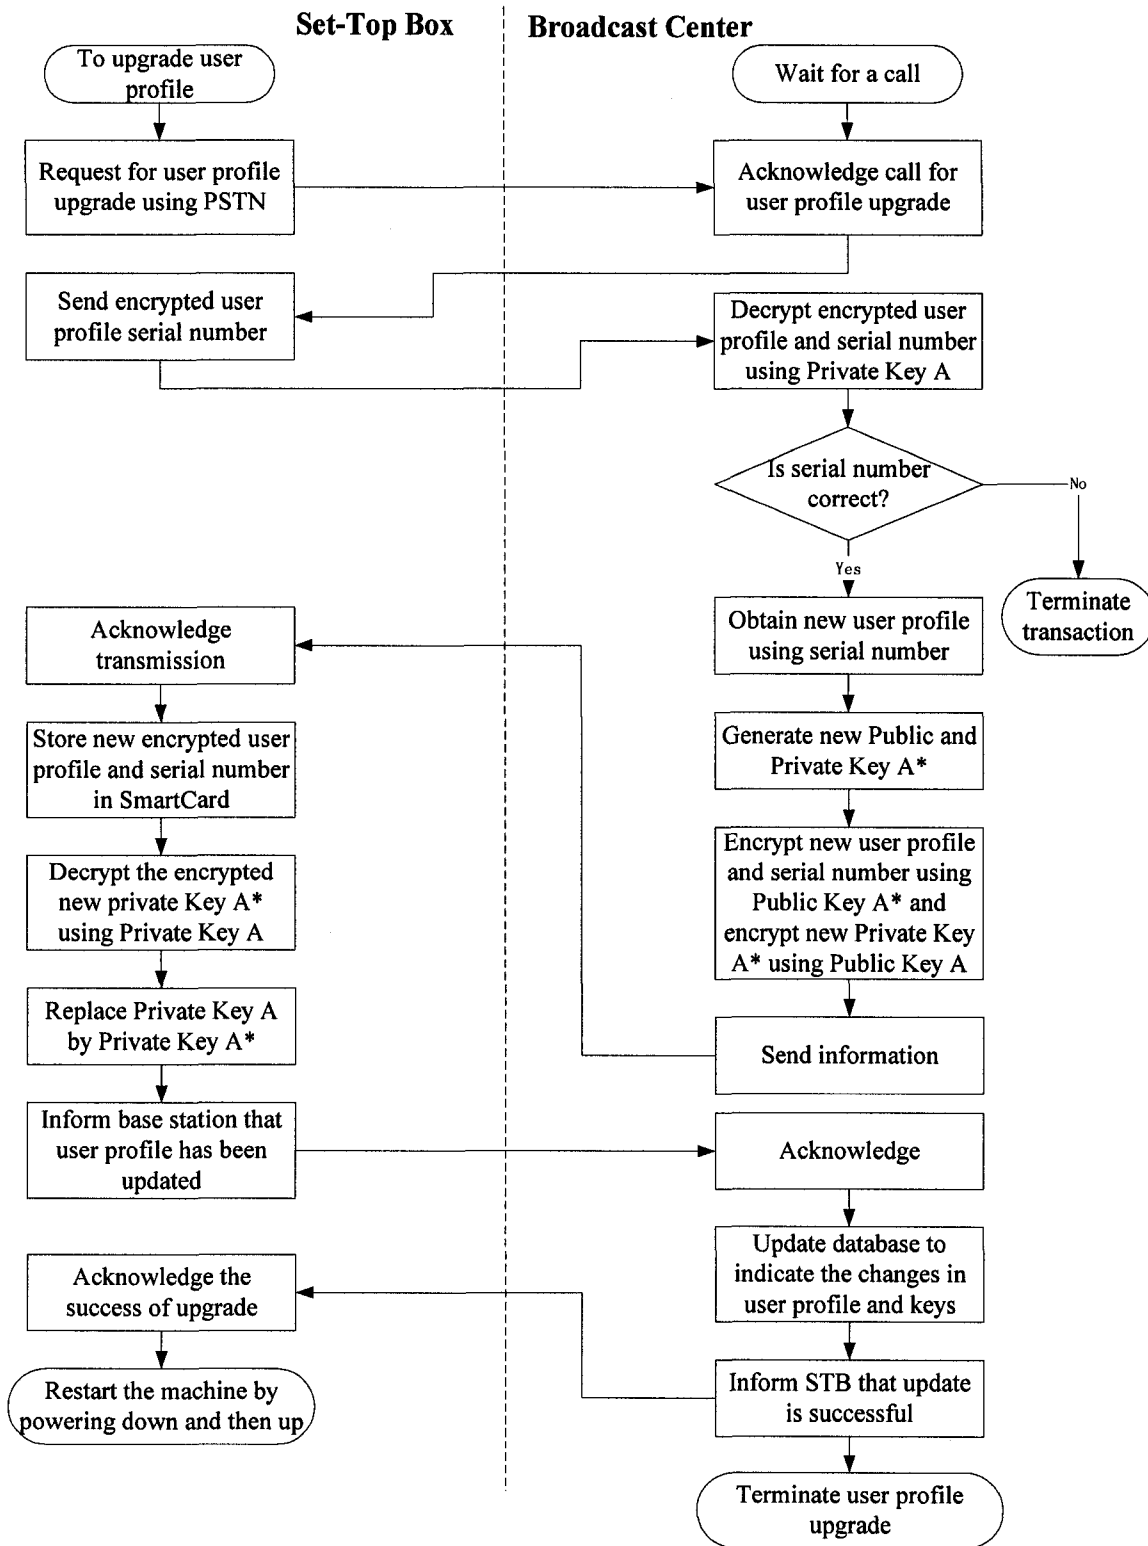 Set-Top Box
Broadcast Center
To upgrade user
profile
Wait for a call
Request for user profile
upgrade using PSTN
Acknowledge call for
user profile upgrade
Send encrypted user
profile serial number
Decrypt encrypted user
profile and serial number
using Private Key A
Is serial number
correct?
No
Yes
Terminate
transaction
Acknowledge
transmission
Obtain new user profile
using serial number
Store new encrypted user
profile and serial number
in SmartCard
Generate new Public and
Private Key A*
Decrypt the encrypted
new private Key A*
using Private Key A
Encrypt new user profile
and serial number using
Public Key A* and
encrypt new Private Key
A* using Public Key A
Replace Private Key A
by Private Key A*
Send information
Inform base station that
user profile has been
updated
Acknowledge
Acknowledge the
success of upgrade
Update database to
indicate the changes in
user profile and keys
Restart the machine by
powering down and then up
Inform STB that update
is successful
Terminate user profile
upgrade